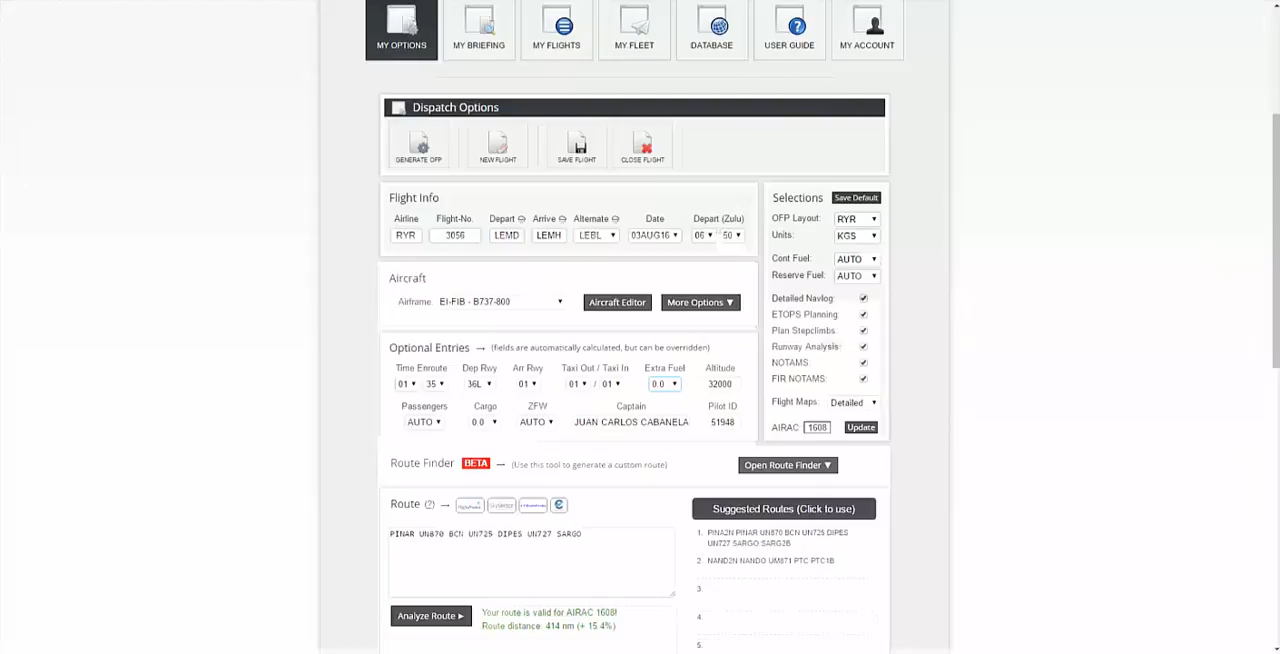 MY OPTIONS MY BRIEFING MY FLIGHTS MY FLEET DATABASE USER GUIDE MY ACCOUNT
Dispatch Options
GENERATE OFP NEW FLIGHT SAVE FLIGHT CLOSE FLIGHT
Flight Info
Airline Flight-No. Depart Arrive Alternate Date Depart (Zulu)
RYR 3056 LEMD LEMH LEBL 03AUG16 06 50
Selections Save Default
OFP Layout: RYR
Units: KGS
Cont Fuel: AUTO
Reserve Fuel: AUTO
Detailed Navlog:
ETOPS Planning:
Plan Stepclimbs:
Runway Analysis:
NOTAMS:
FIR NOTAMS:
Flight Maps: Detailed
AIRAC: 1608 Update
Aircraft
Airframe: EI-FIB - B737-800 Aircraft Editor More Options ▼
Optional Entries → (fields are automatically calculated, but can be overridden)
Time Enroute Dep Rwy Arr Rwy Taxi Out / Taxi In Extra Fuel Altitude
01 35 36L 01 01 / 01 0.0 32000
Passengers Cargo ZFW Captain Pilot ID
AUTO 0.0 AUTO JUAN CARLOS CABANELA 51948
Route Finder BETA → (Use this tool to generate a custom route) Open Route Finder ▼
Route (?) →
PINAR UN870 BCN UN725 DIPES UN727 SARGO
Analyze Route ►
Your route is valid for AIRAC 1608!
Route distance: 414 nm (+ 15.4%)
Suggested Routes (Click to use)
1. PINA2N PINAR UN870 BCN UN725 DIPES
UN727 SARGO SARG2B
2. NAND2N NANDO UM871 PTC PTC1B
3.
4.
5.